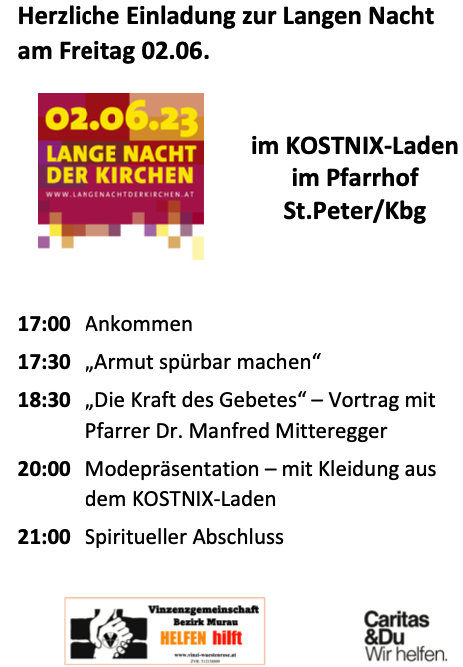 Herzliche Einladung zur Langen Nacht
am Freitag 02.06.
02.06.23
LANGE NACHT
DER KIRCHEN
WWW.LANGENACHTDERKIRCHEN.AT
im KOSTNIX-Laden
im Pfarrhof
St.Peter/Kbg
17:00 Ankommen
17:30 „Armut spürbar machen“
18:30 „Die Kraft des Gebetes“ – Vortrag mit
Pfarrer Dr. Manfred Mitteregger
20:00 Modepräsentation – mit Kleidung aus
dem KOSTNIX-Laden
21:00 Spiritueller Abschluss
Vinzenzgemeinschaft
Bezirk Murau
HELFEN hilft
www.vinzi-wuestenrose.at
Caritas
&Du
Wir helfen.